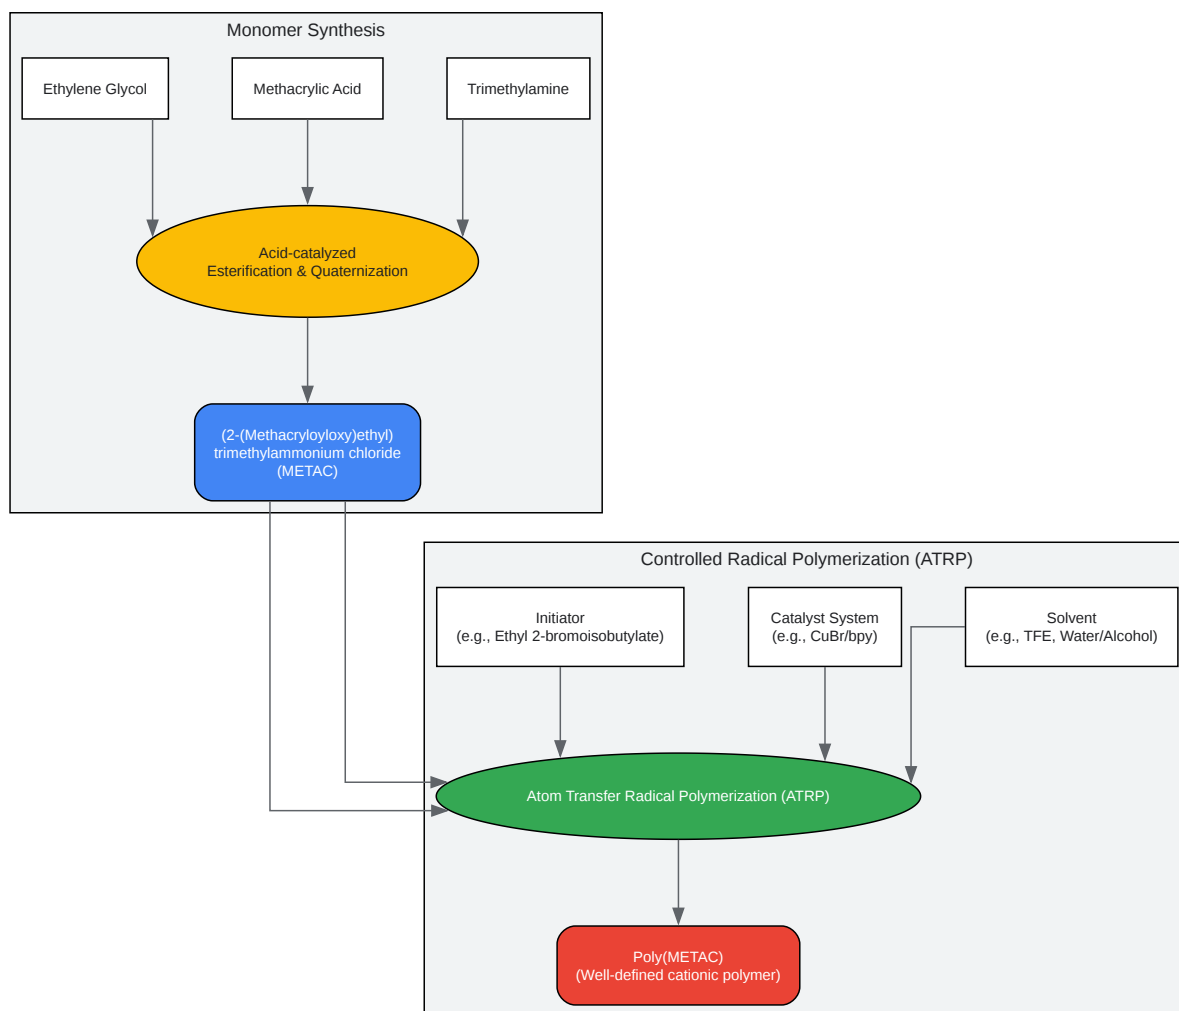 Monomer Synthesis
Ethylene Glycol
Methacrylic Acid
Trimethylamine
Acid-catalyzed
Esterification & Quaternization
(2-(Methacryloyloxy)ethyl)
trimethylammonium chloride
(METAC)
Controlled Radical Polymerization (ATRP)
Initiator
(e.g., Ethyl 2-bromoisobutylate)
Catalyst System
(e.g., CuBr/bpy)
Solvent
(e.g., TFE, Water/Alcohol)
Atom Transfer Radical Polymerization (ATRP)
Poly(METAC)
(Well-defined cationic polymer)